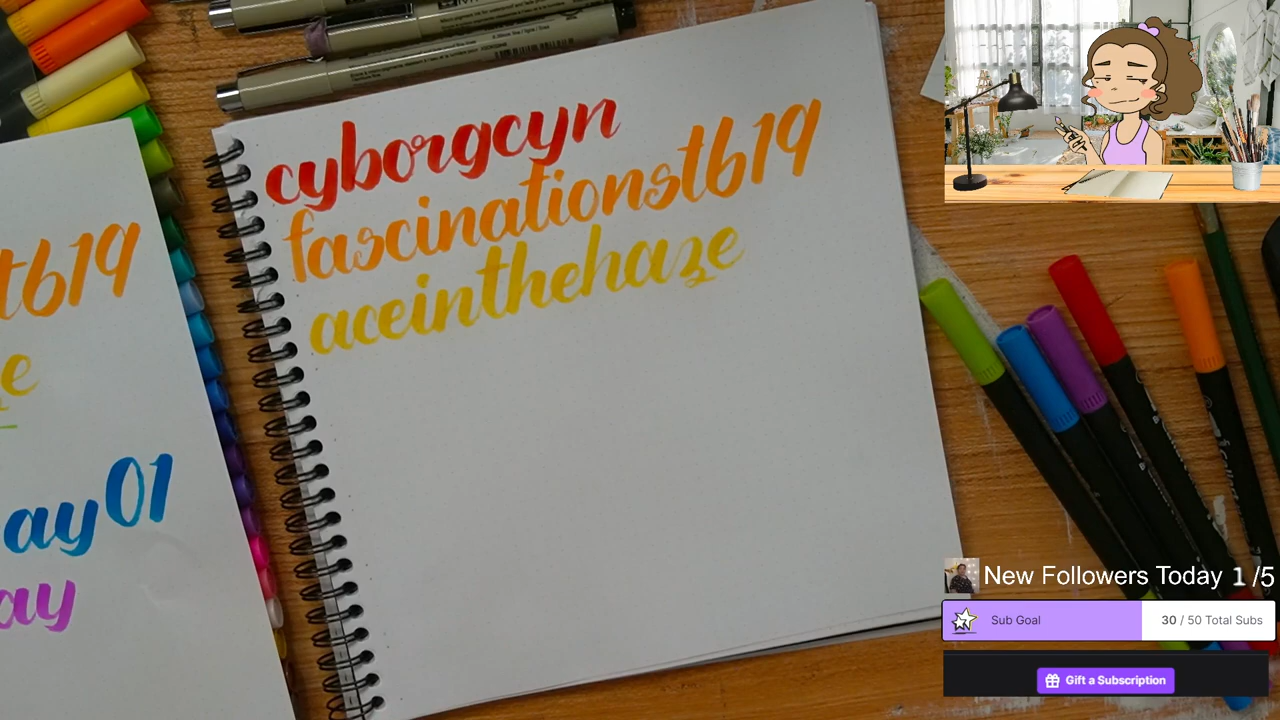 cyborgcyn
fascinationstb19
aceinthehaze
tb19
e
ay01
ay
New Followers Today 1 /5
Sub Goal
30 / 50 Total Subs
Gift a Subscription